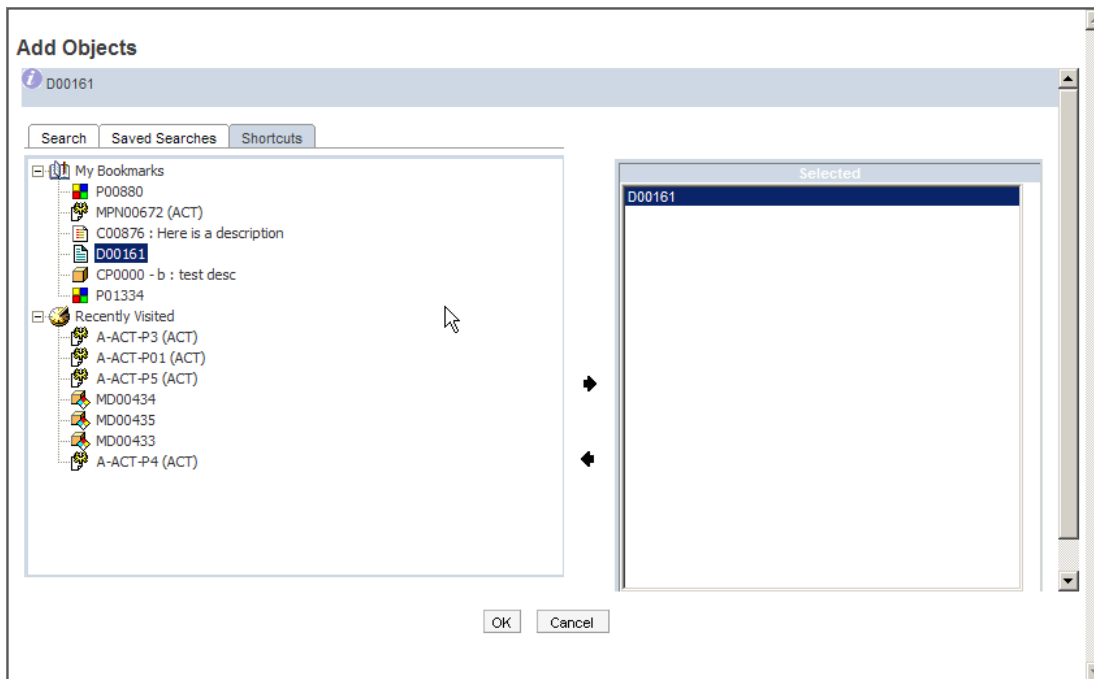 Add Objects
D00161
Search Saved Searches Shortcuts
My Bookmarks
P00880
MPN00672 (ACT)
C00876 : Here is a description
D00161
CP0000 - b : test desc
P01334
Recently Visited
A-ACT-P3 (ACT)
A-ACT-P01 (ACT)
A-ACT-P5 (ACT)
MD00434
MD00435
MD00433
A-ACT-P4 (ACT)
Selected
D00161
OK Cancel